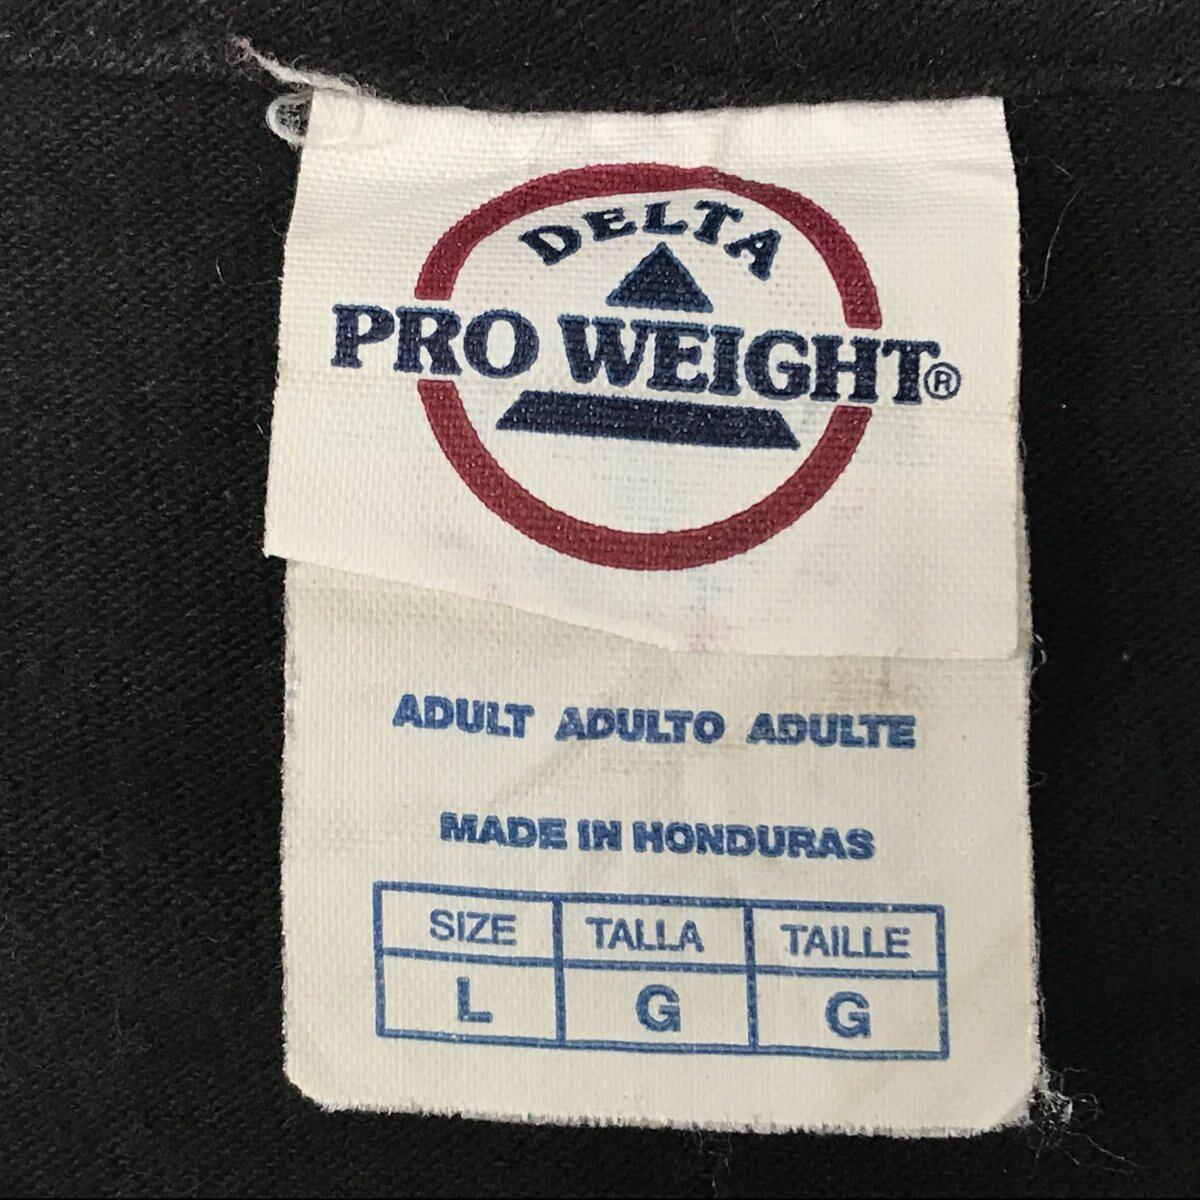 DELTA
PRO WEIGHT®
ADULT ADULTO ADULTE
MADE IN HONDURAS
SIZE TALLA TAILLE
L G G